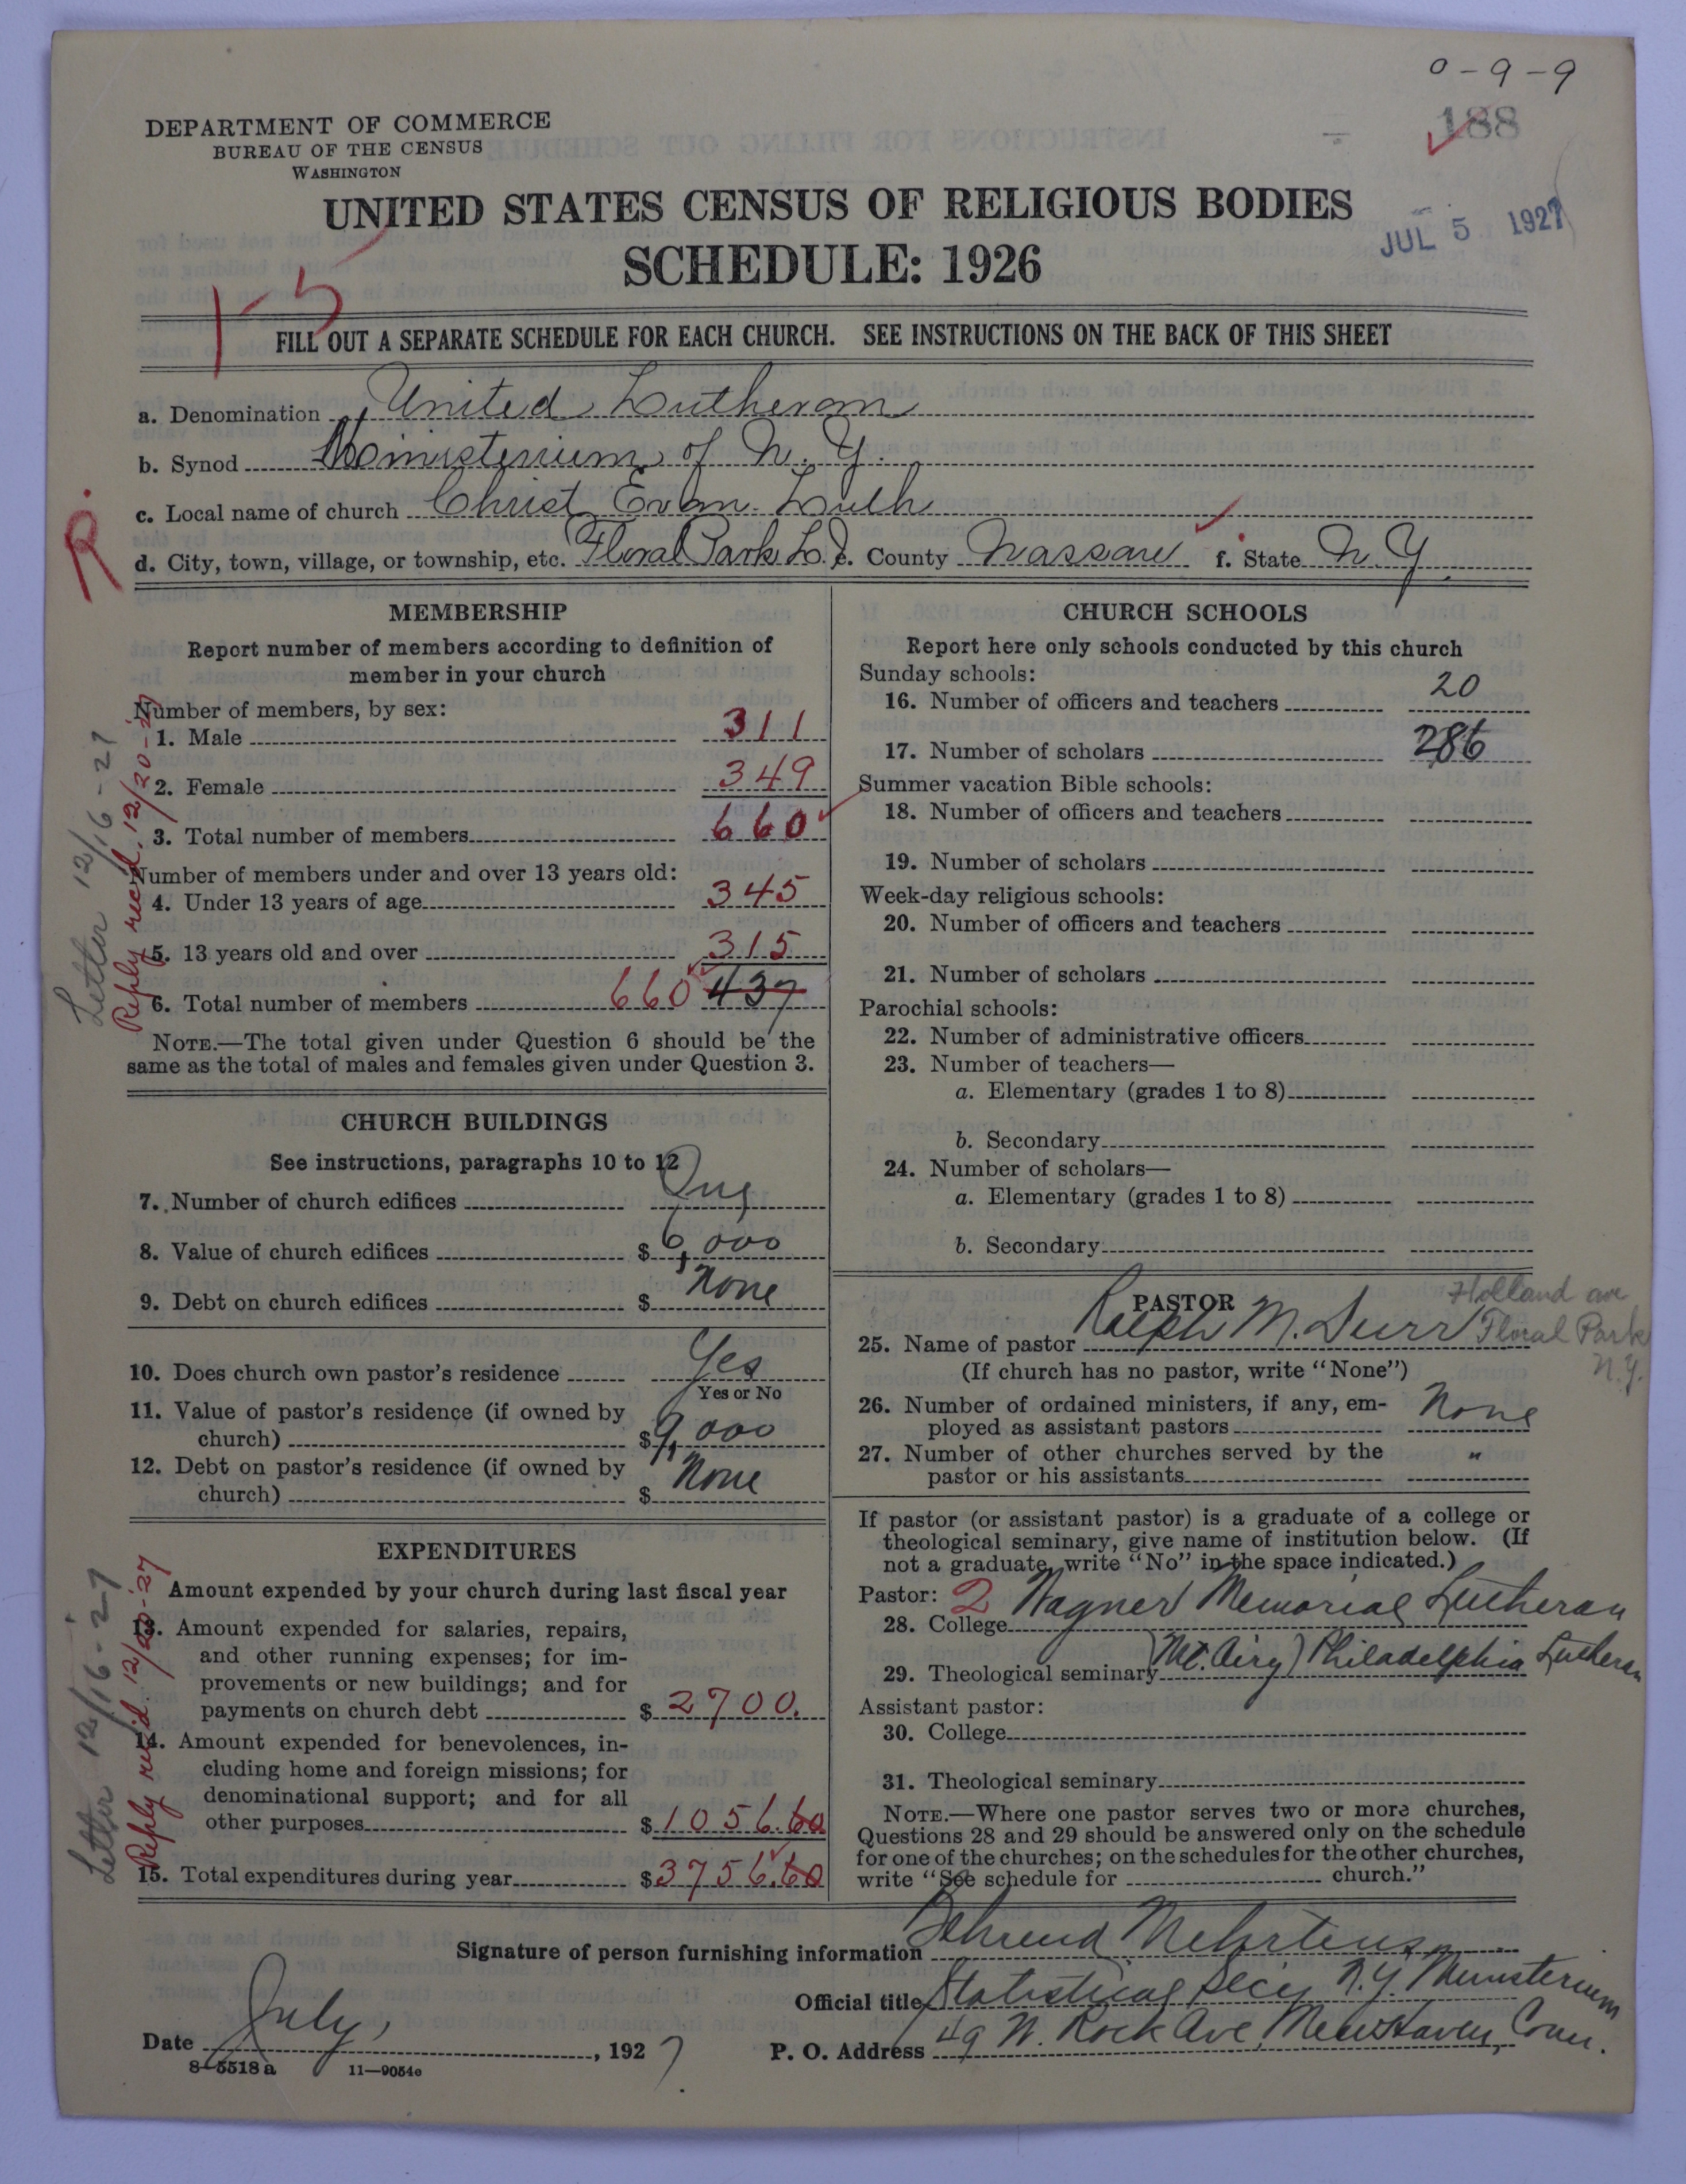 0-9-9
188
DEPARTMENT OF COMMERCE
BUREAU OF THE CENSUS
WASHINGTON
UNITED STATES CENSUS OF RELIGIOUS BODIES
SCHEDULE: 1926
JUL 5 1927
1-5
FILL OUT A SEPARATE SCHEDULE FOR EACH CHURCH. SEE INSTRUCTIONS ON THE BACK OF THIS SHEET
a. Denomination United Lutheran
b. Synod Ministerium of N. Y.
c. Local name of church Christ Evan. Luth
R.
d. City, town, village, or township, etc. Floral Park L.I. e. County Nassau f. State N.Y.
MEMBERSHIP
Report number of members according to definition of
member in your church
Number of members, by sex:
1. Male 311
2. Female 349
3. Total number of members 660
Number of members under and over 13 years old:
4. Under 13 years of age 345
5. 13 years old and over 315
6. Total number of members 660 437
NOTE.—The total given under Question 6 should be the
same as the total of males and females given under Question 3.
Letter 12/16-27
Reply rec'd. 12/20-27
CHURCH BUILDINGS
See instructions, paragraphs 10 to 12
7. Number of church edifices One
8. Value of church edifices $ 6,000
9. Debt on church edifices $ None
10. Does church own pastor's residence Yes
Yes or No
11. Value of pastor's residence (if owned by
church) $ 9,000
12. Debt on pastor's residence (if owned by
church) $ None
EXPENDITURES
Amount expended by your church during last fiscal year
13. Amount expended for salaries, repairs,
and other running expenses; for im-
provements or new buildings; and for
payments on church debt $ 2700.
14. Amount expended for benevolences, in-
cluding home and foreign missions; for
denominational support; and for all
other purposes $ 1056.60
15. Total expenditures during year $ 3756.60
Letter 12/16-27
Reply rec'd. 12/20-27
CHURCH SCHOOLS
Report here only schools conducted by this church
Sunday schools:
16. Number of officers and teachers 20
17. Number of scholars 286
Summer vacation Bible schools:
18. Number of officers and teachers
19. Number of scholars
Week-day religious schools:
20. Number of officers and teachers
21. Number of scholars
Parochial schools:
22. Number of administrative officers
23. Number of teachers—
a. Elementary (grades 1 to 8)
b. Secondary
24. Number of scholars—
a. Elementary (grades 1 to 8)
b. Secondary
PASTOR
25. Name of pastor Ralph M. Durr
Holland ave
Floral Park
N.Y.
(If church has no pastor, write "None")
26. Number of ordained ministers, if any, em-
ployed as assistant pastors None
27. Number of other churches served by the
pastor or his assistants "
If pastor (or assistant pastor) is a graduate of a college or
theological seminary, give name of institution below. (If
not a graduate, write "No" in the space indicated.)
Pastor: 2
28. College Wagner Memorial Lutheran
29. Theological seminary (Mt. Airy) Philadelphia Lutheran
Assistant pastor:
30. College
31. Theological seminary
NOTE.—Where one pastor serves two or more churches,
Questions 28 and 29 should be answered only on the schedule
for one of the churches; on the schedules for the other churches,
write "See schedule for church."
Signature of person furnishing information Behrend Mehrtens
Official title Statistical Secy N.Y. Ministerium
Date July, 1927 P. O. Address 49 N. Rock Ave, New Haven, Conn.
8-5518 a 11—9054e